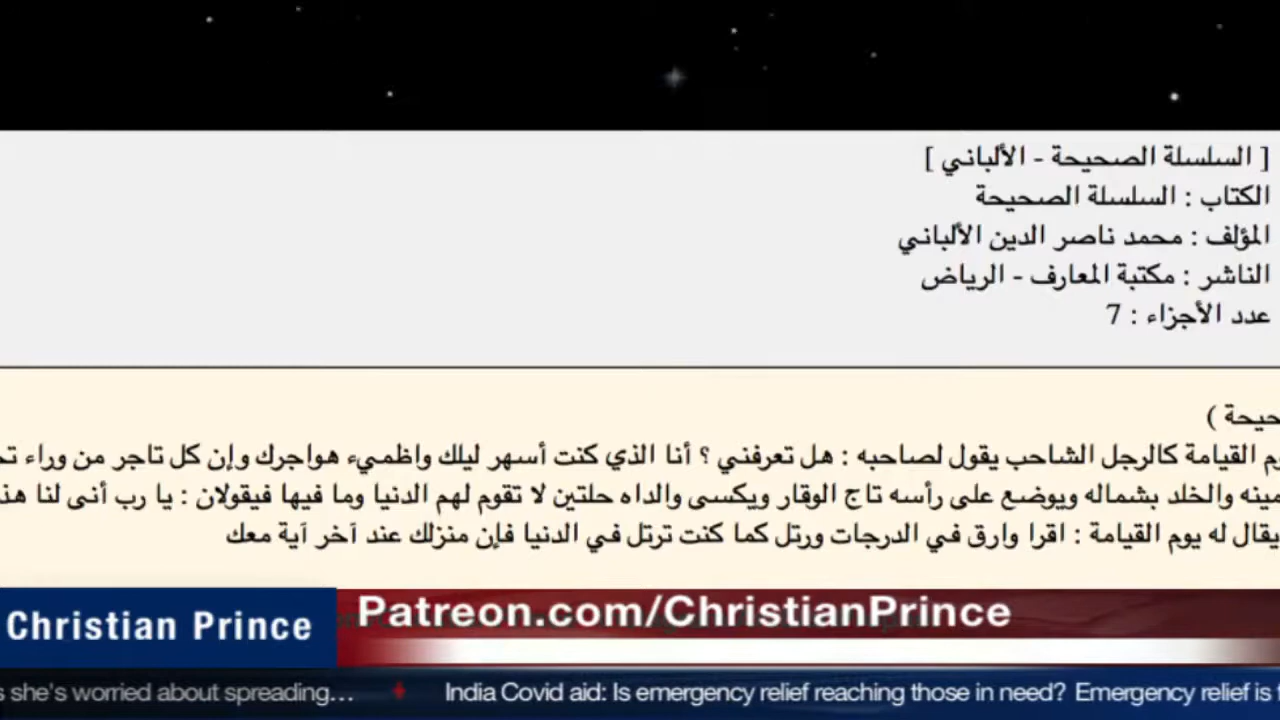 [ السلسلة الصحيحة - الألباني ]
الكتاب : السلسلة الصحيحة
المؤلف : محمد ناصر الدين الألباني
الناشر : مكتبة المعارف - الرياض
عدد الأجزاء : 7
حيحة )
القيامة كالرجل الشاحب يقول لصاحبه : هل تعرفني ؟ أنا الذي كنت أسهر ليلك واظميء هواجرك وإن كل تاجر من وراء
مينه والخلد بشماله ويوضع على رأسه تاج الوقار ويكسى والداه حلتين لا تقوم لهم الدنيا وما فيها فيقولان : يا رب أنى لنا
يقال له يوم القيامة : اقرا وارق في الدرجات ورتل كما كنت ترتل في الدنيا فإن منزلك عند آخر آية معك
Patreon.com/ChristianPrince
Christian Prince
s she's worried about spreading... India Covid aid: Is emergency relief reaching those in need? Emergency relief is